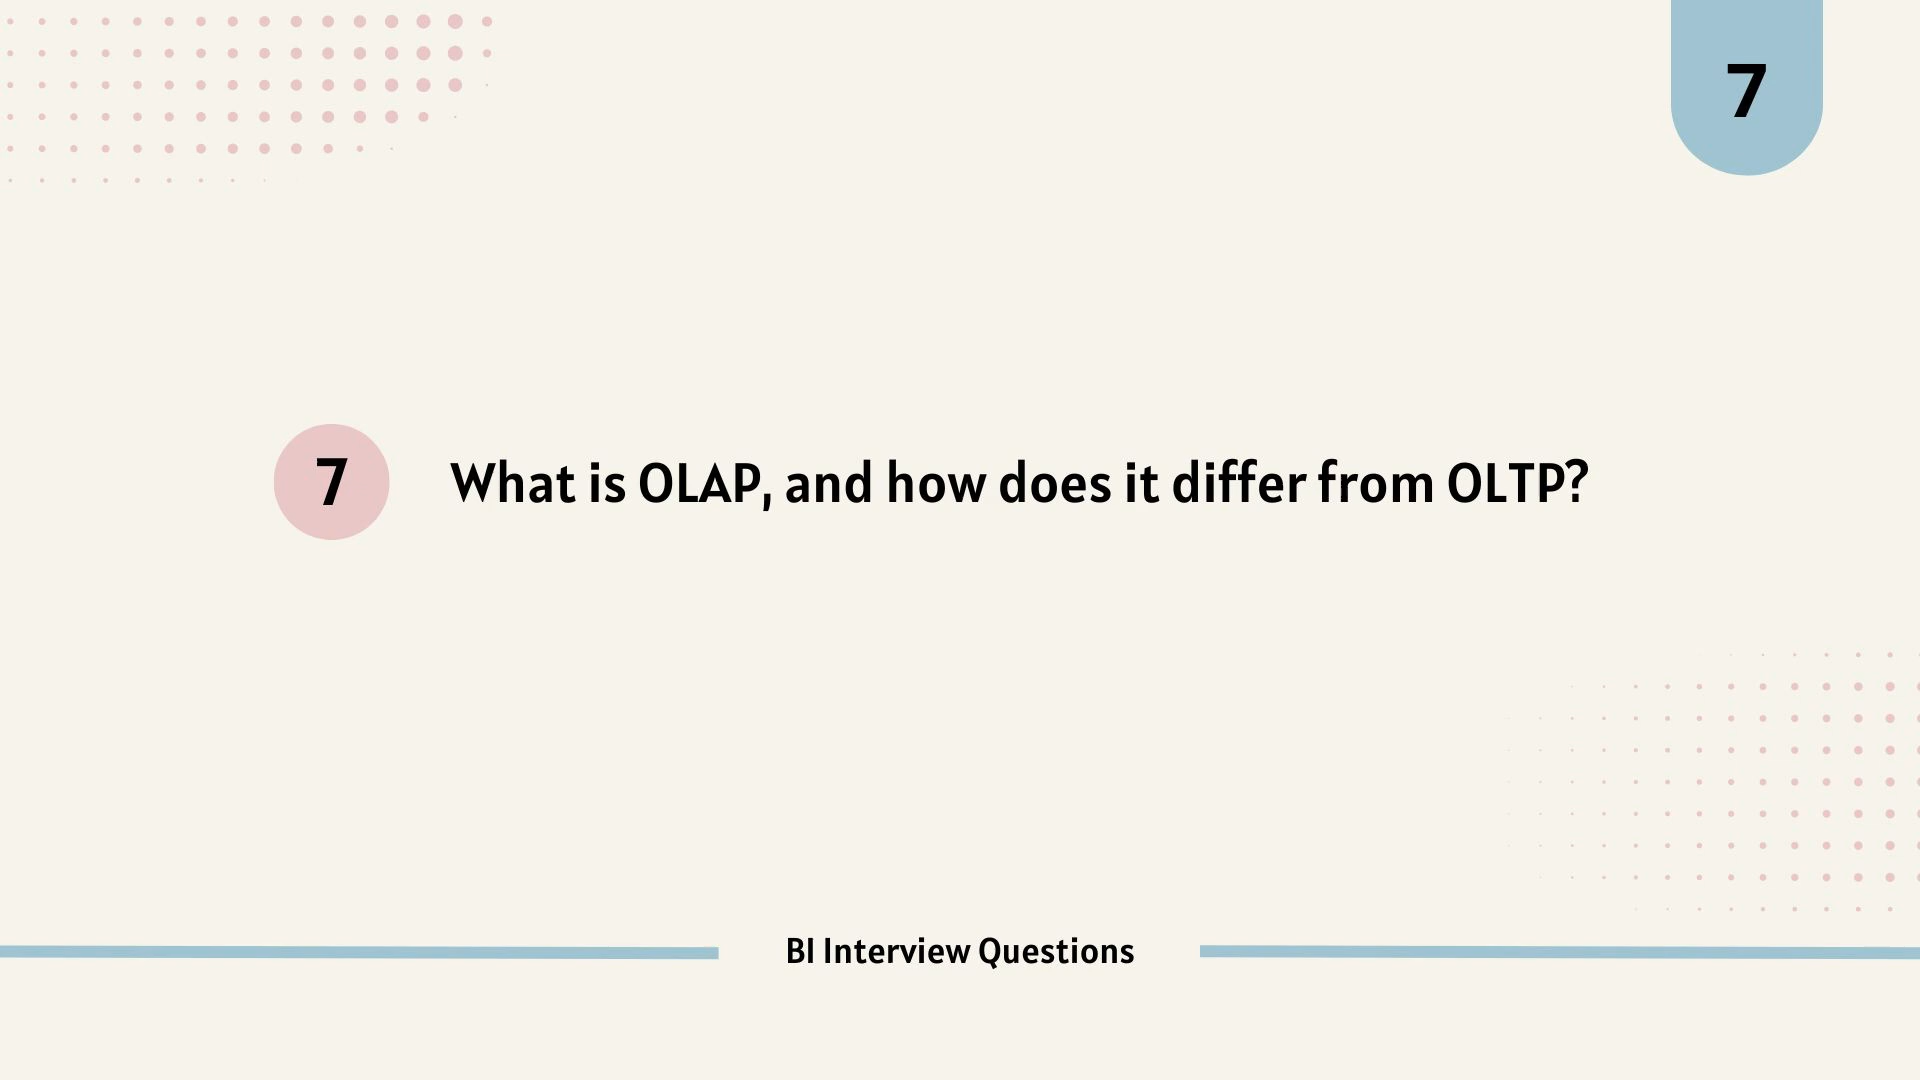 7
7
What is OLAP, and how does it differ from OLTP?
BI Interview Questions